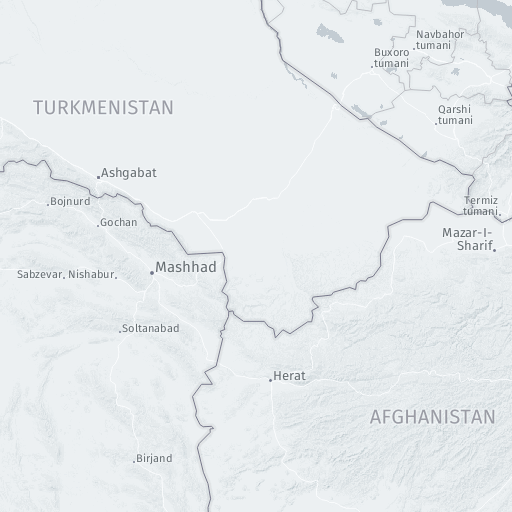 Navbahor
tumani
Buxoro
tumani
TURKMENISTAN
Qarshi
tumani
Ashgabat
Bojnurd
Termiz
tumani
Gochan
Mazar-I-
Sharif
Mashhad
Sabzevar
Nishabur
Soltanabad
Herat
AFGHANISTAN
Birjand